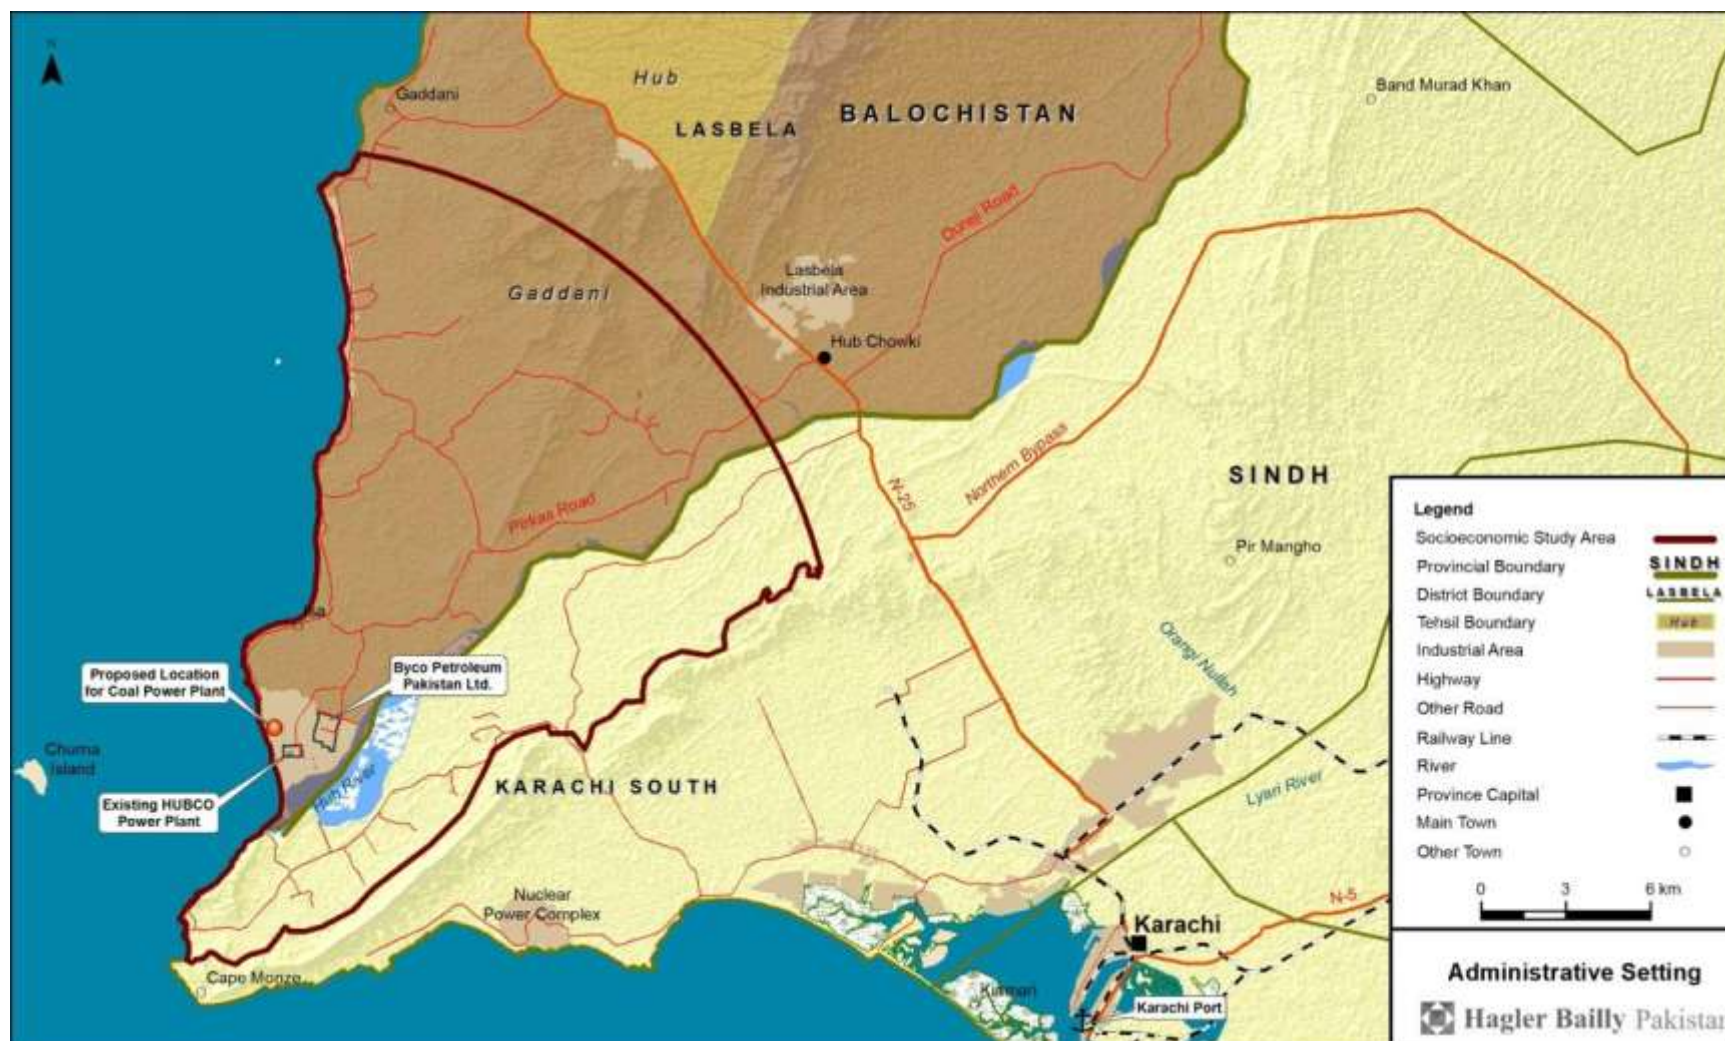 N
Gaddani
Hub
LASBELA
BALOCHISTAN
Band Murad Khan
Dureji Road
Lasbela
Industrial Area
Gaddani
Hub Chowki
Northern Bypass
N-25
SINDH
Pirkas Road
Pir Mangho
Orangi Nullah
Lyari River
Proposed Location
for Coal Power Plant
Byco Petroleum
Pakistan Ltd.
Churna
Island
Hub River
Existing HUBCO
Power Plant
KARACHI SOUTH
Nuclear
Power Complex
N-5
Karachi
Cape Monze
Karachi Port
Legend
Socioeconomic Study Area
Provincial Boundary
SINDH
District Boundary
LASBELA
Tehsil Boundary
Hub
Industrial Area
Highway
Other Road
Railway Line
River
Province Capital
Main Town
Other Town
0 3 6 km
Administrative Setting
Hagler Bailly Pakistan